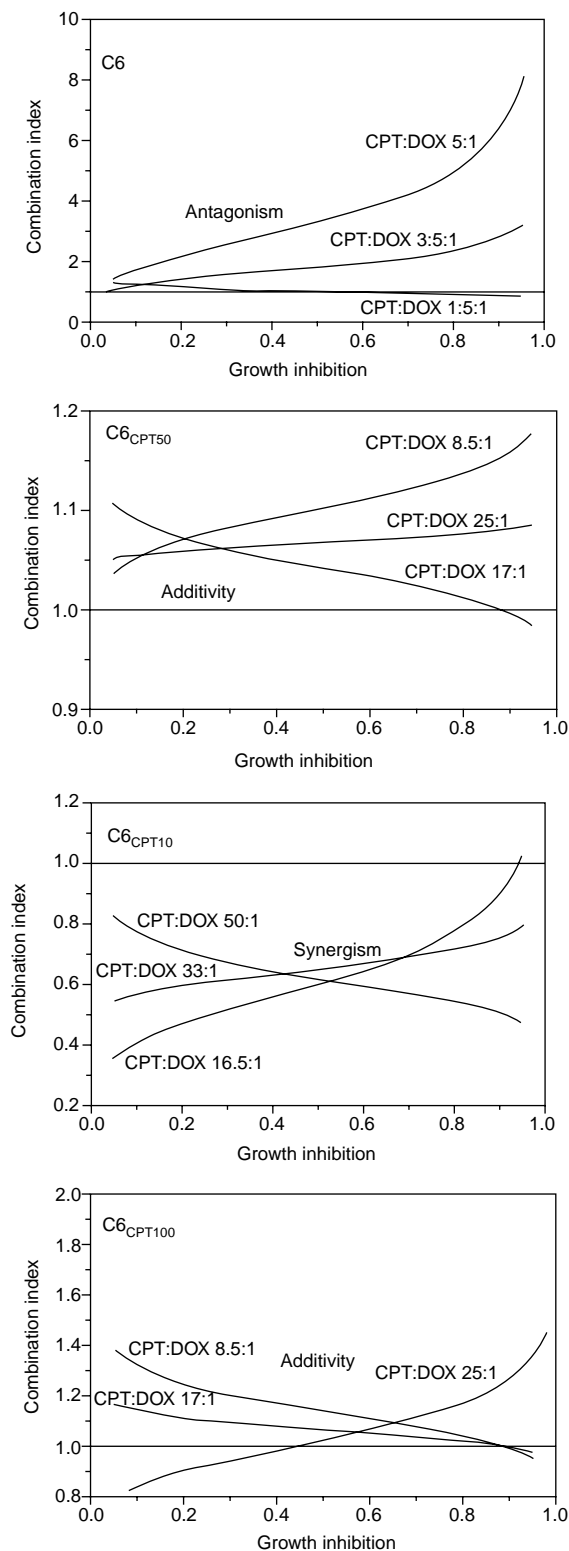 10
C6
8
CPT:DOX 5:1
6
Combination index
Antagonism
4
CPT:DOX 3:5:1
2
CPT:DOX 1:5:1
0
0.0 0.2 0.4 0.6 0.8 1.0
Growth inhibition
1.2
C6CPT50
CPT:DOX 8.5:1
1.1
CPT:DOX 25:1
Combination index
CPT:DOX 17:1
Additivity
1.0
0.9
0.0 0.2 0.4 0.6 0.8 1.0
Growth inhibition
1.2
C6CPT10
1.0
CPT:DOX 50:1
0.8
Synergism
Combination index
CPT:DOX 33:1
0.6
0.4
CPT:DOX 16.5:1
0.2
0.0 0.2 0.4 0.6 0.8 1.0
Growth inhibition
2.0
C6CPT100
1.8
1.6
Combination index
1.4
CPT:DOX 8.5:1
Additivity
CPT:DOX 25:1
1.2
CPT:DOX 17:1
1.0
0.8
0.0 0.2 0.4 0.6 0.8 1.0
Growth inhibition